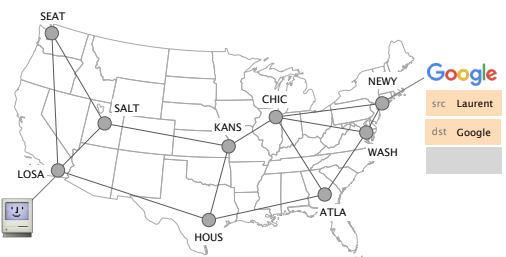 SEAT
Google
NEWY
CHIC
SALT
src Laurent
KANS
dst Google
WASH
LOSA
ATLA
HOUS